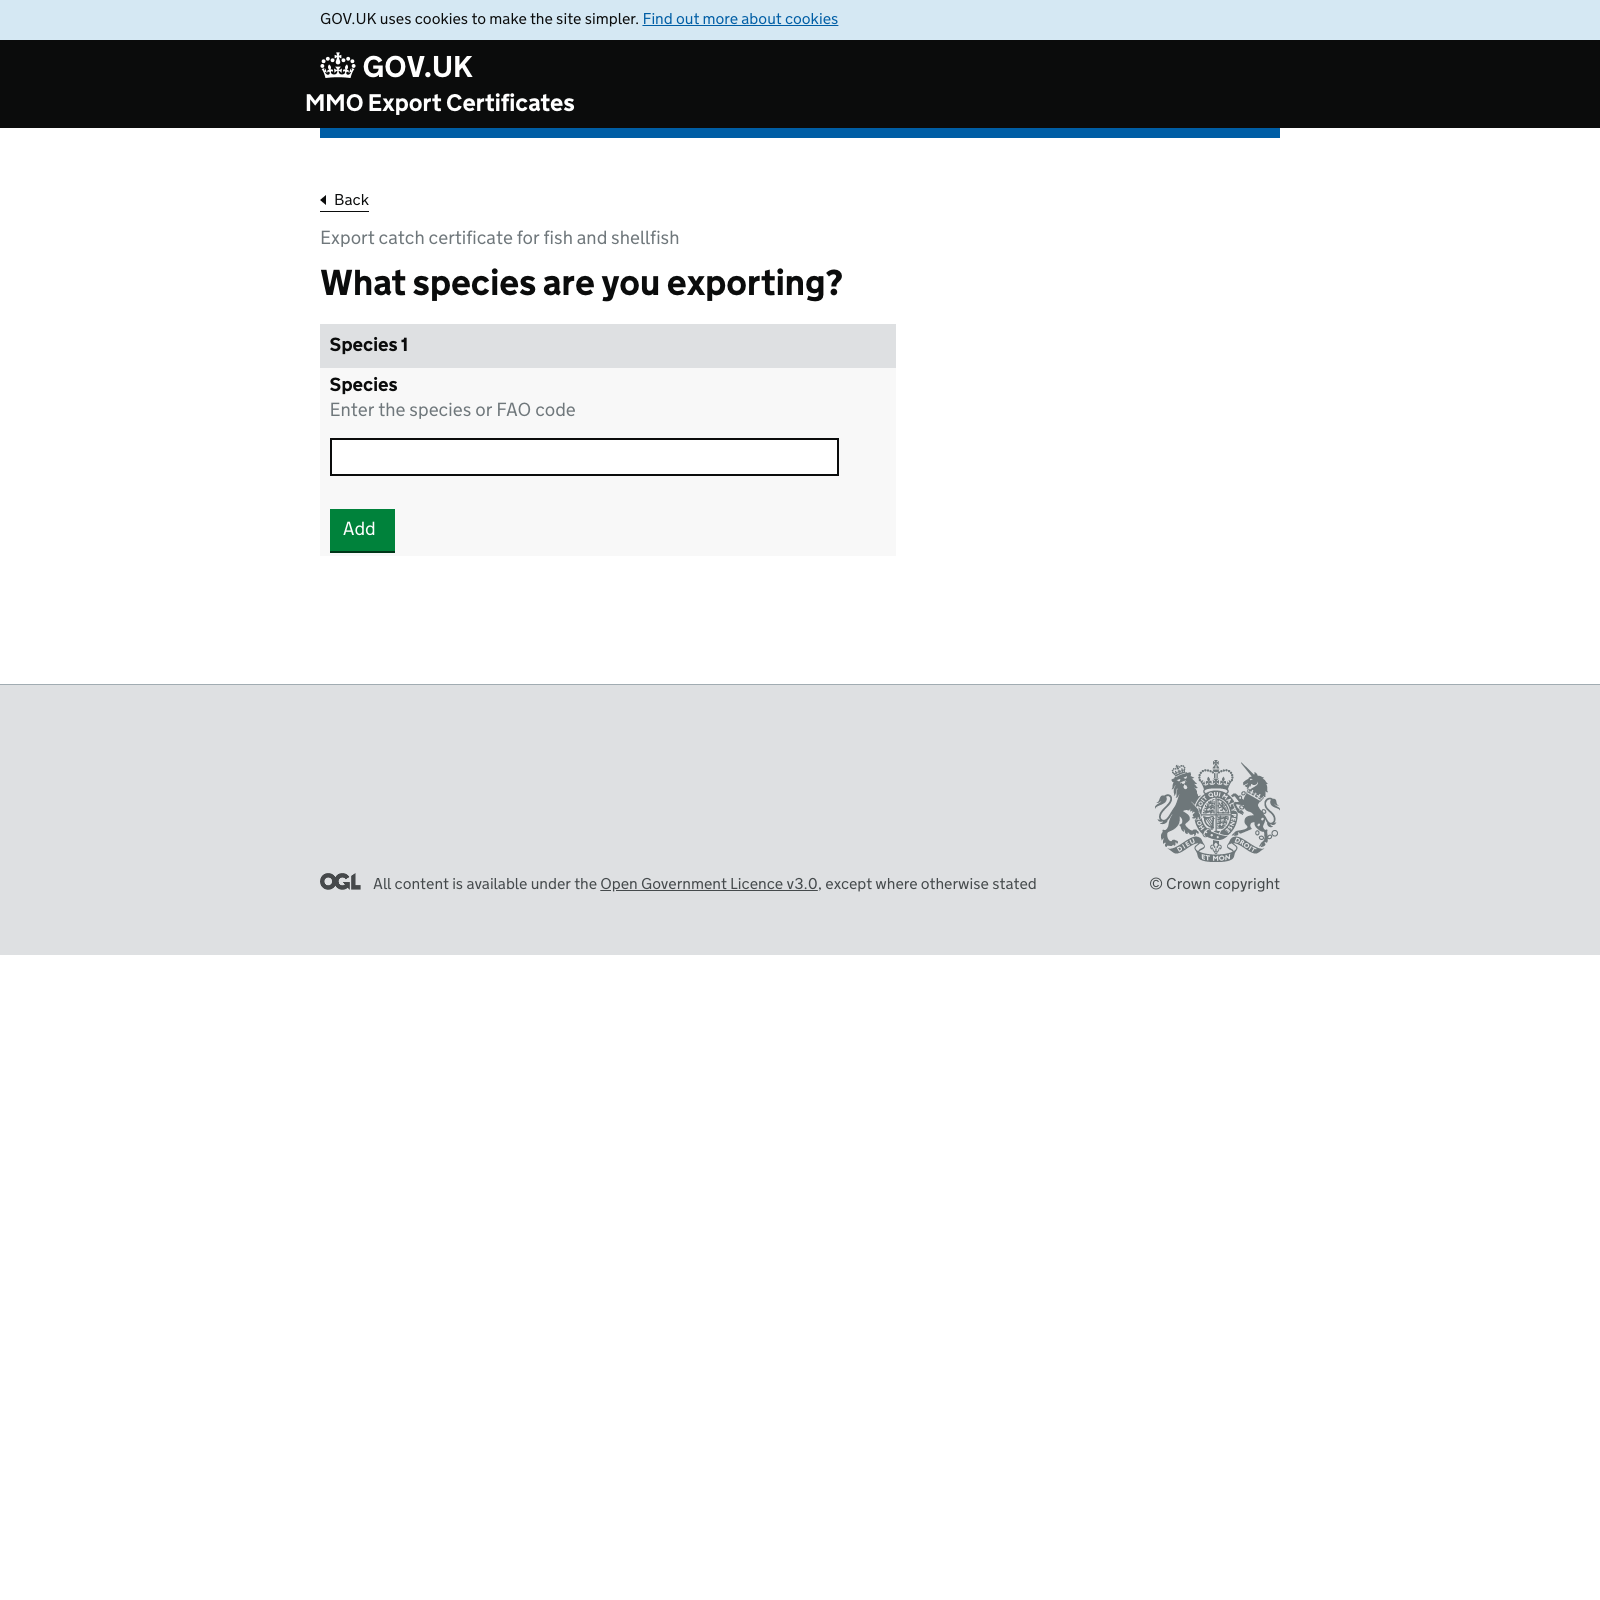 GOV.UK uses cookies to make the site simpler. Find out more about cookies
GOV.UK
MMO Export Certificates
Back
Export catch certificate for fish and shellfish
What species are you exporting?
Species 1
Species
Enter the species or FAO code
Add
DIEU ET MON DROIT
OGL All content is available under the Open Government Licence v3.0, except where otherwise stated
© Crown copyright